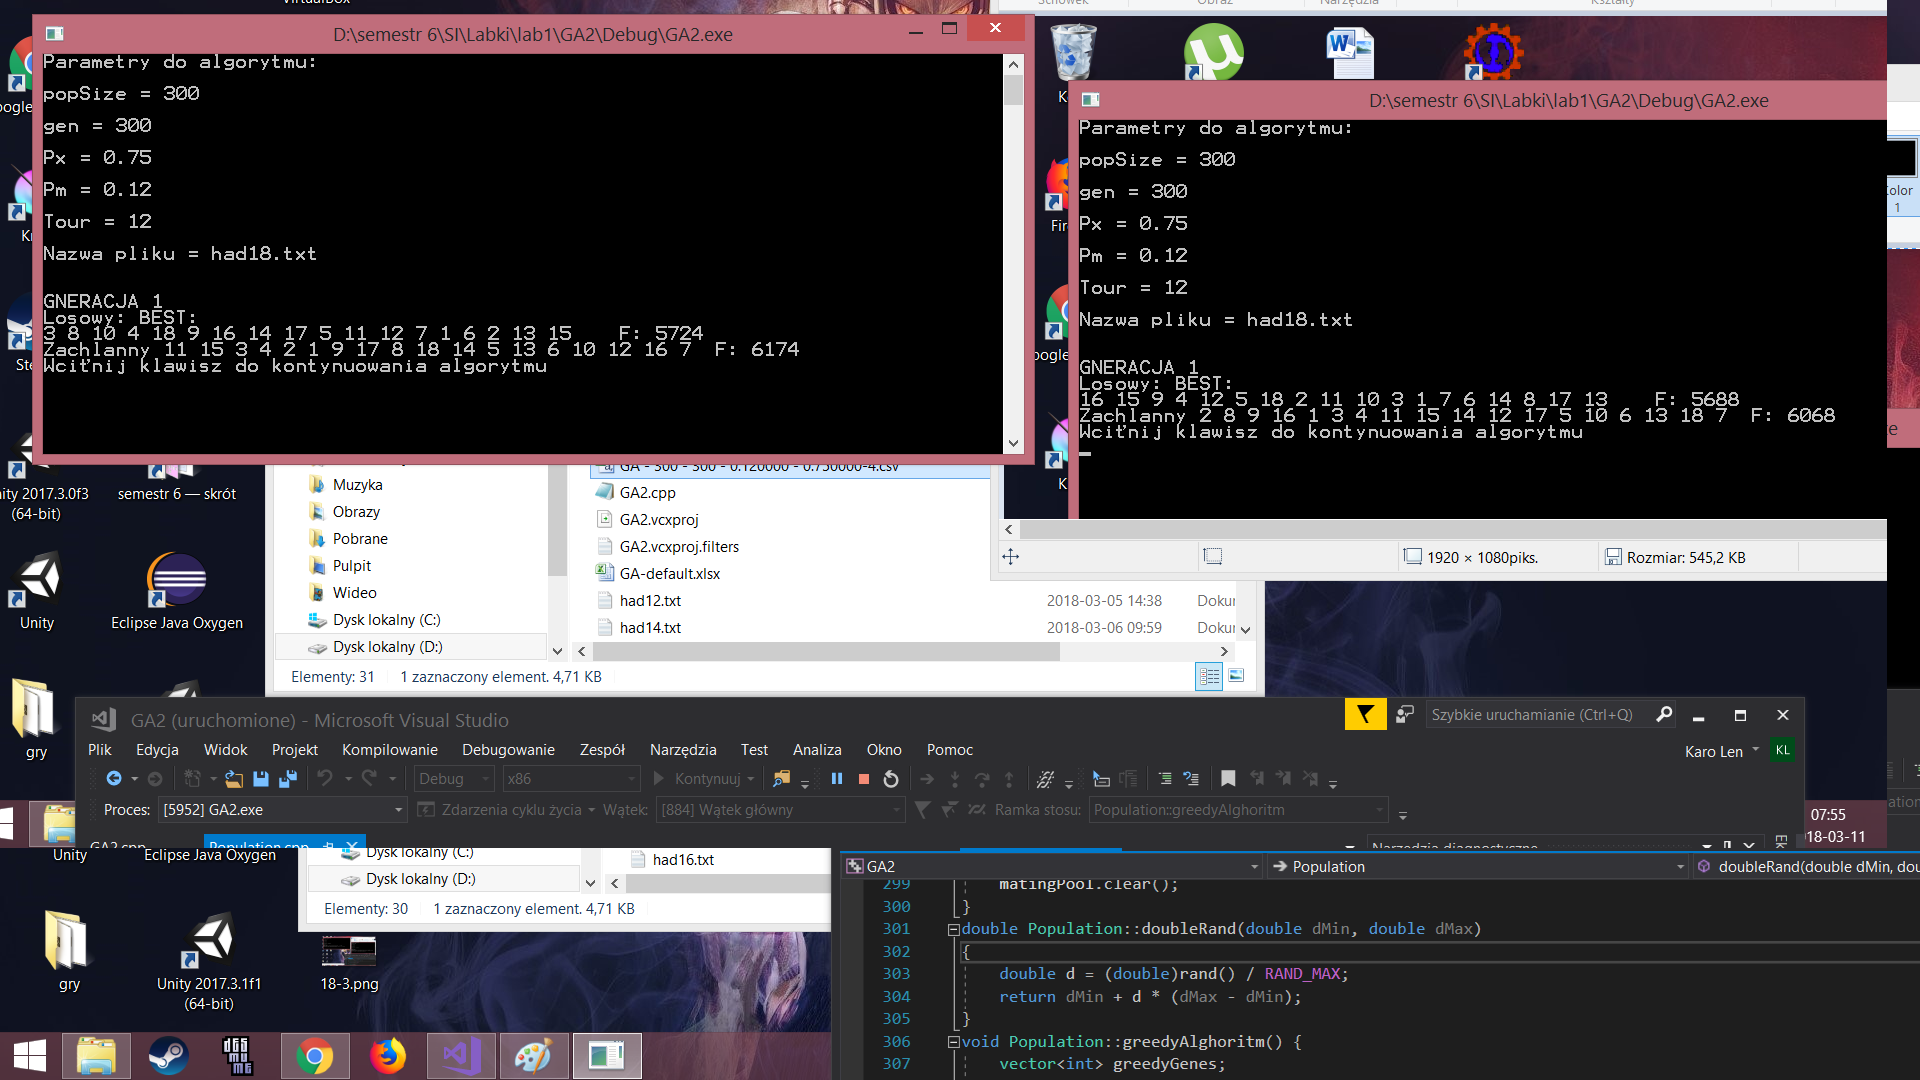 VirtualBox
Schowek
Obraz
Narzędzia
Kształty
D:\semestr 6\SI\Labki\lab1\GA2\Debug\GA2.exe
Parametry do algorytmu:
popSize = 300
gen = 300
Px = 0.75
Pm = 0.12
Tour = 12
Nazwa pliku = had18.txt
GNERACJA 1
Losowy: BEST:
3 8 10 4 18 9 16 14 17 5 11 12 7 1 6 2 13 15 F: 5724
Zachlanny 11 15 3 4 2 1 9 17 8 18 14 5 13 6 10 12 16 7 F: 6174
Wciťnij klawisz do kontynuowania algorytmu
D:\semestr 6\SI\Labki\lab1\GA2\Debug\GA2.exe
Parametry do algorytmu:
popSize = 300
gen = 300
Px = 0.75
Pm = 0.12
Tour = 12
Nazwa pliku = had18.txt
GNERACJA 1
Losowy: BEST:
16 15 9 4 12 5 18 2 11 10 3 1 7 6 14 8 17 13 F: 5688
Zachlanny 2 8 9 16 1 3 4 11 15 14 12 17 5 10 6 13 18 7 F: 6068
Wciťnij klawisz do kontynuowania algorytmu
olor
1
1920 × 1080piks.
Rozmiar: 545,2 KB
ity 2017.3.0f3
(64-bit)
semestr 6 — skrót
Unity
Eclipse Java Oxygen
gry
GA - 300 - 300 - 0.120000 - 0.750000-4.csv
Muzyka
GA2.cpp
Obrazy
GA2.vcxproj
Pobrane
GA2.vcxproj.filters
Pulpit
GA-default.xlsx
Wideo
had12.txt 2018-03-05 14:38 Dokur
Dysk lokalny (C:)
had14.txt 2018-03-06 09:59 Dokur
Dysk lokalny (D:)
Elementy: 31 1 zaznaczony element. 4,71 KB
GA2 (uruchomione) - Microsoft Visual Studio
Szybkie uruchamianie (Ctrl+Q)
Plik Edycja Widok Projekt Kompilowanie Debugowanie Zespół Narzędzia Test Analiza Okno Pomoc
Karo Len KL
Debug x86 Kontynuuj
Proces: [5952] GA2.exe Zdarzenia cyklu życia Wątek: [884] Wątek główny Ramka stosu: Population::greedyAlghoritm
GA2.cpp Population.cpp
Narzędzia diagnostyczne
07:55
18-03-11
Unity
Eclipse Java Oxygen
Dysk lokalny (C:)
had16.txt
Dysk lokalny (D:)
Elementy: 30 1 zaznaczony element. 4,71 KB
gry
Unity 2017.3.1f1
(64-bit)
18-3.png
GA2 Population doubleRand(double dMin, dou
299 matingPool.clear();
300 }
301 double Population::doubleRand(double dMin, double dMax)
302 {
303 double d = (double)rand() / RAND_MAX;
304 return dMin + d * (dMax - dMin);
305 }
306 void Population::greedyAlghoritm() {
307 vector<int> greedyGenes;